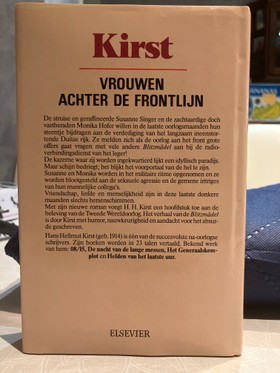 Kirst
VROUWEN
ACHTER DE FRONTLIJN
De struise en geraffineerde Susanne Singer en de zachtaardige doch
vastberaden Monika Hofer willen in de laatste oorlogsmaanden hun
steentje bijdragen aan de verdediging van het langzaam ineenstor-
tende Duitse rijk. Ze melden zich als de oorlog aan het front grote
offers gaat vragen met vele andere Blitzmädel aan bij de radio-
verbindingsdienst van het leger!
De kazerne waar zij worden ingekwartierd lijkt een idyllisch paradijs.
Maar schijn bedriegt; het blijkt het voorportaal van de hel te zijn.
Susanne en Monika worden in het militaire ritme opgenomen en ze
worden blootgesteld aan de seksuele agressie en de gemene intriges
van hun mannelijke collega's.
Vriendschap, liefde en menselijkheid zijn in deze laatste donkere
maanden slechts hersenschimmen.
Met zijn nieuwe roman voegt H. H. Kirst een hoofdstuk toe aan de
beleving van de Tweede Wereldoorlog. Het verhaal van de Blitzmädel
is door Kirst met humor, nauwkeurigheid en aandacht voor het absur-
de geschreven.
Hans Hellmut Kirst (geb. 1914) is één van de succesvolste na-oorlogse
schrijvers. Zijn boeken werden in 23 talen vertaald. Bekend werk
van hem: 08/15, De nacht van de lange messen, Het Generaalskom-
plot en Helden van het laatste uur.
ELSEVIER
BANANAS